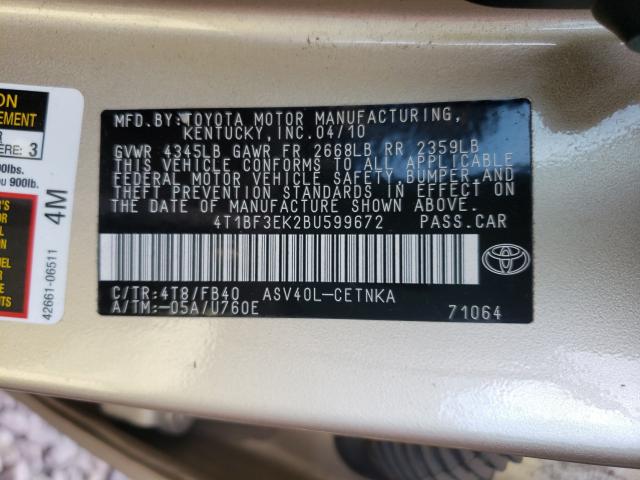 MFD.BY:TOYOTA MOTOR MANUFACTURING,
KENTUCKY, INC. 04/10
GVWR 4345LB GAWR FR 2668LB RR 2359LB
THIS VEHICLE CONFORMS TO ALL APPLICABLE
FEDERAL MOTOR VEHICLE SAFETY, BUMPER AND
THEFT PREVENTION STANDARDS IN EFFECT ON
THE DATE OF MANUFACTURE SHOWN ABOVE.
4T1BF3EK2BU599672 PASS.CAR
C/TR:4T8/FB40 ASV40L-CETNKA
A/TM:-05A/U760E 71064
ERE: 3
900lbs.
4M
42661-06511